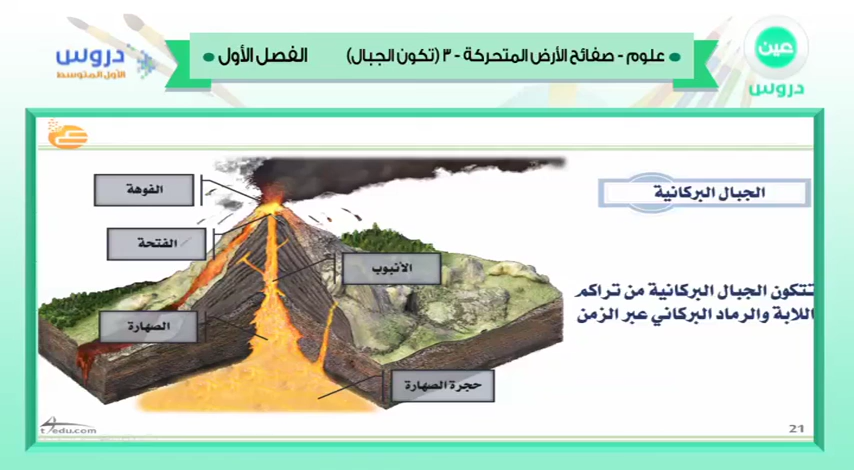 عين
دروس
علوم - صفائح الأرض المتحركة - ٣ (تكون الجبال)
الفصل الأول
دروس
الأول المتوسط
الجبال البركانية
تتكون الجبال البركانية من تراكم
اللابة والرماد البركاني عبر الزمن
الفوهة
الفتحة
الأنبوب
الصهارة
حجرة الصهارة
t4edu.com
21